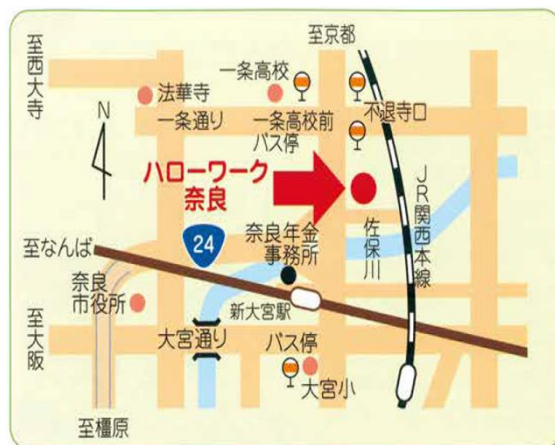 至京都
至西大寺
一条高校
法華寺
不退寺口
N
一条通り
一条高校前
バス停
ハローワーク
奈良
JR関西本線
佐保川
24
奈良年金
事務所
至なんば
奈良
市役所
新大宮駅
至大阪
大宮通り
バス停
大宮小
至橿原